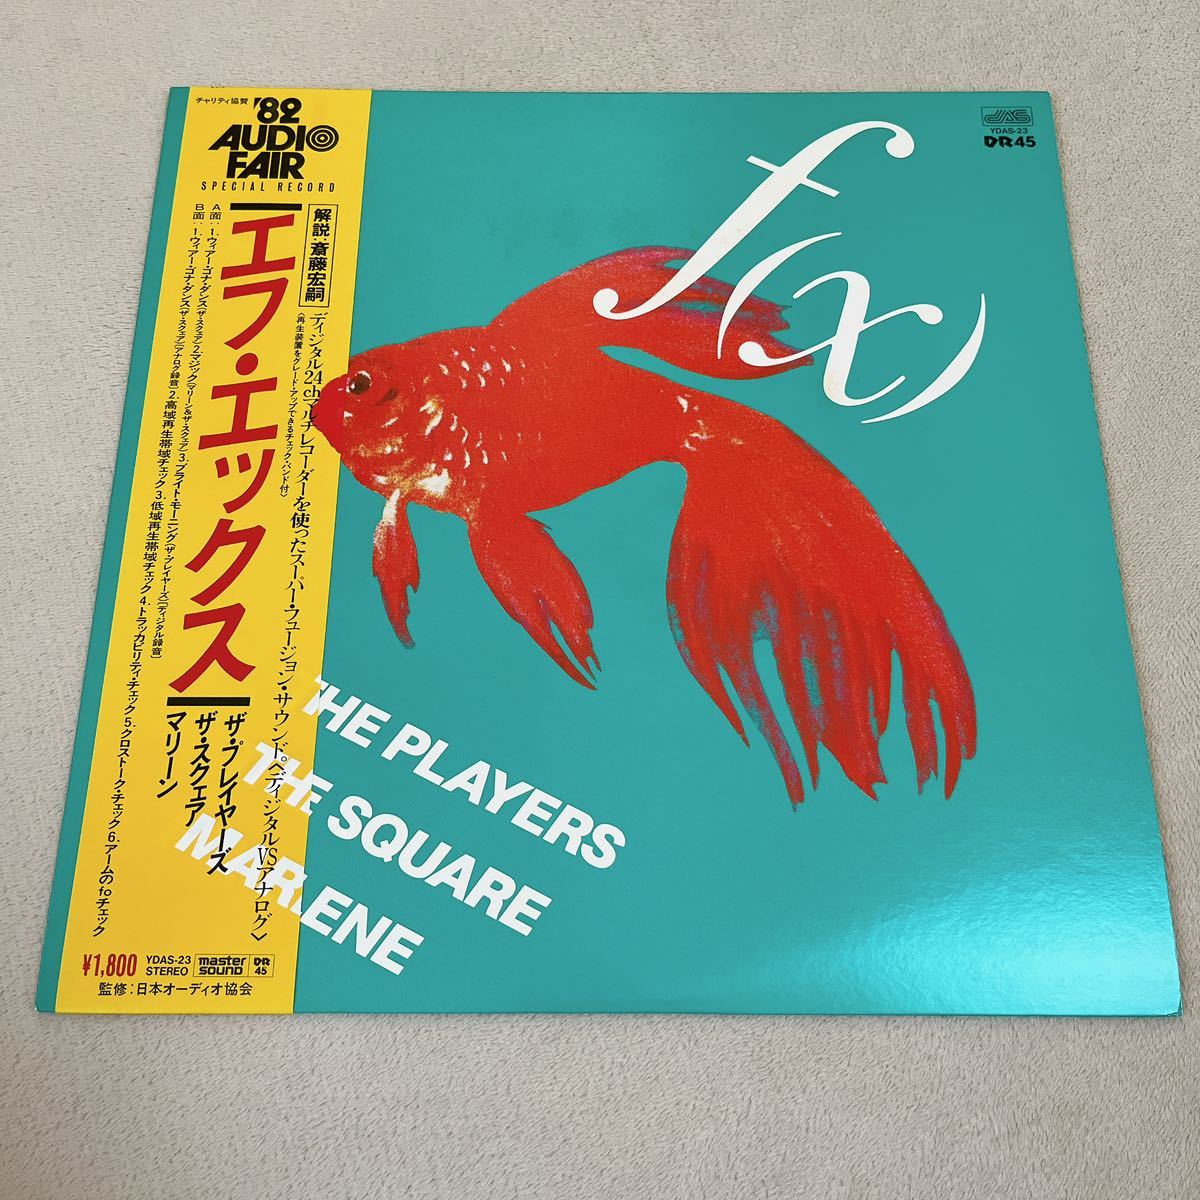 チャリティ協賛
'82
AUDIO
FAIR
SPECIAL RECORD
解説:斎藤宏嗣
ディジタル24chマルチレコーダーを使ったスーパー・フュージョン・サウンド。〈ディジタルVSアナログ〉
〈再生装置をグレード・アップできるチェック・バンド付〉
エフ・エックス
ザ・プレイヤーズ
ザ・スクェア
マリーン
A面:1.ウィアー・ゴナ・ダンス(ザ・スクェア) 2.マジック(マリーン&ザ・スクェア) 3.ブライト・モーニング(ザ・プレイヤーズ)[ディジタル録音]
B面:1.ウィアー・ゴナ・ダンス(ザ・スクェア)[アナログ録音] 2.高域再生帯域チェック 3.低域再生帯域チェック 4.トラッカビリティ・チェック 5.クロストーク・チェック 6.アームのfoチェック
¥1,800
YDAS-23
STEREO
master
sound
DR
45
監修:日本オーディオ協会
JAS
YDAS-23
DR45
f(x)
THE PLAYERS
THE SQUARE
MARLENE